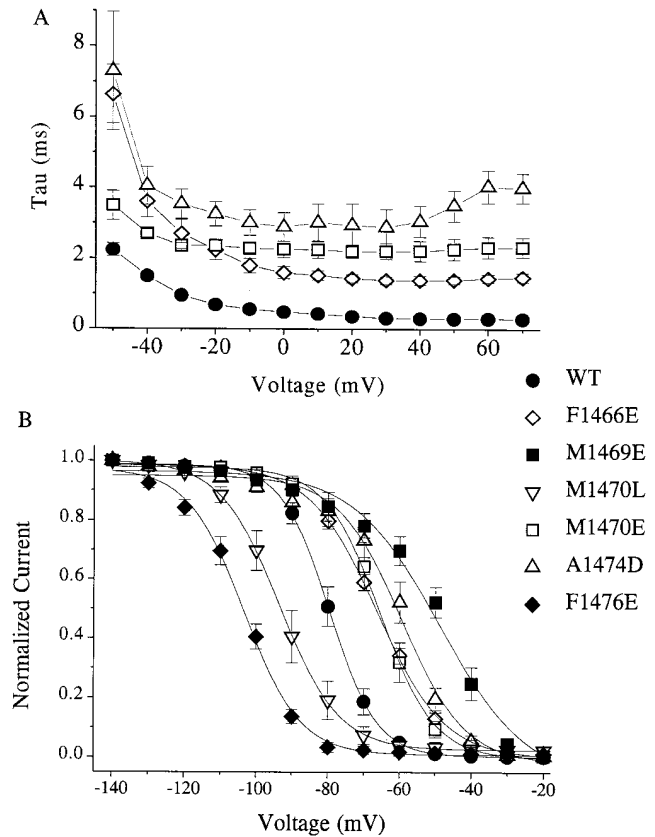 A
8
6
4
2
0
Tau (ms)
-40 -20 0 20 40 60
Voltage (mV)
WT
F1466E
M1469E
M1470L
M1470E
A1474D
F1476E
B
1.0
0.8
0.6
0.4
0.2
0.0
Normalized Current
-140 -120 -100 -80 -60 -40 -20
Voltage (mV)